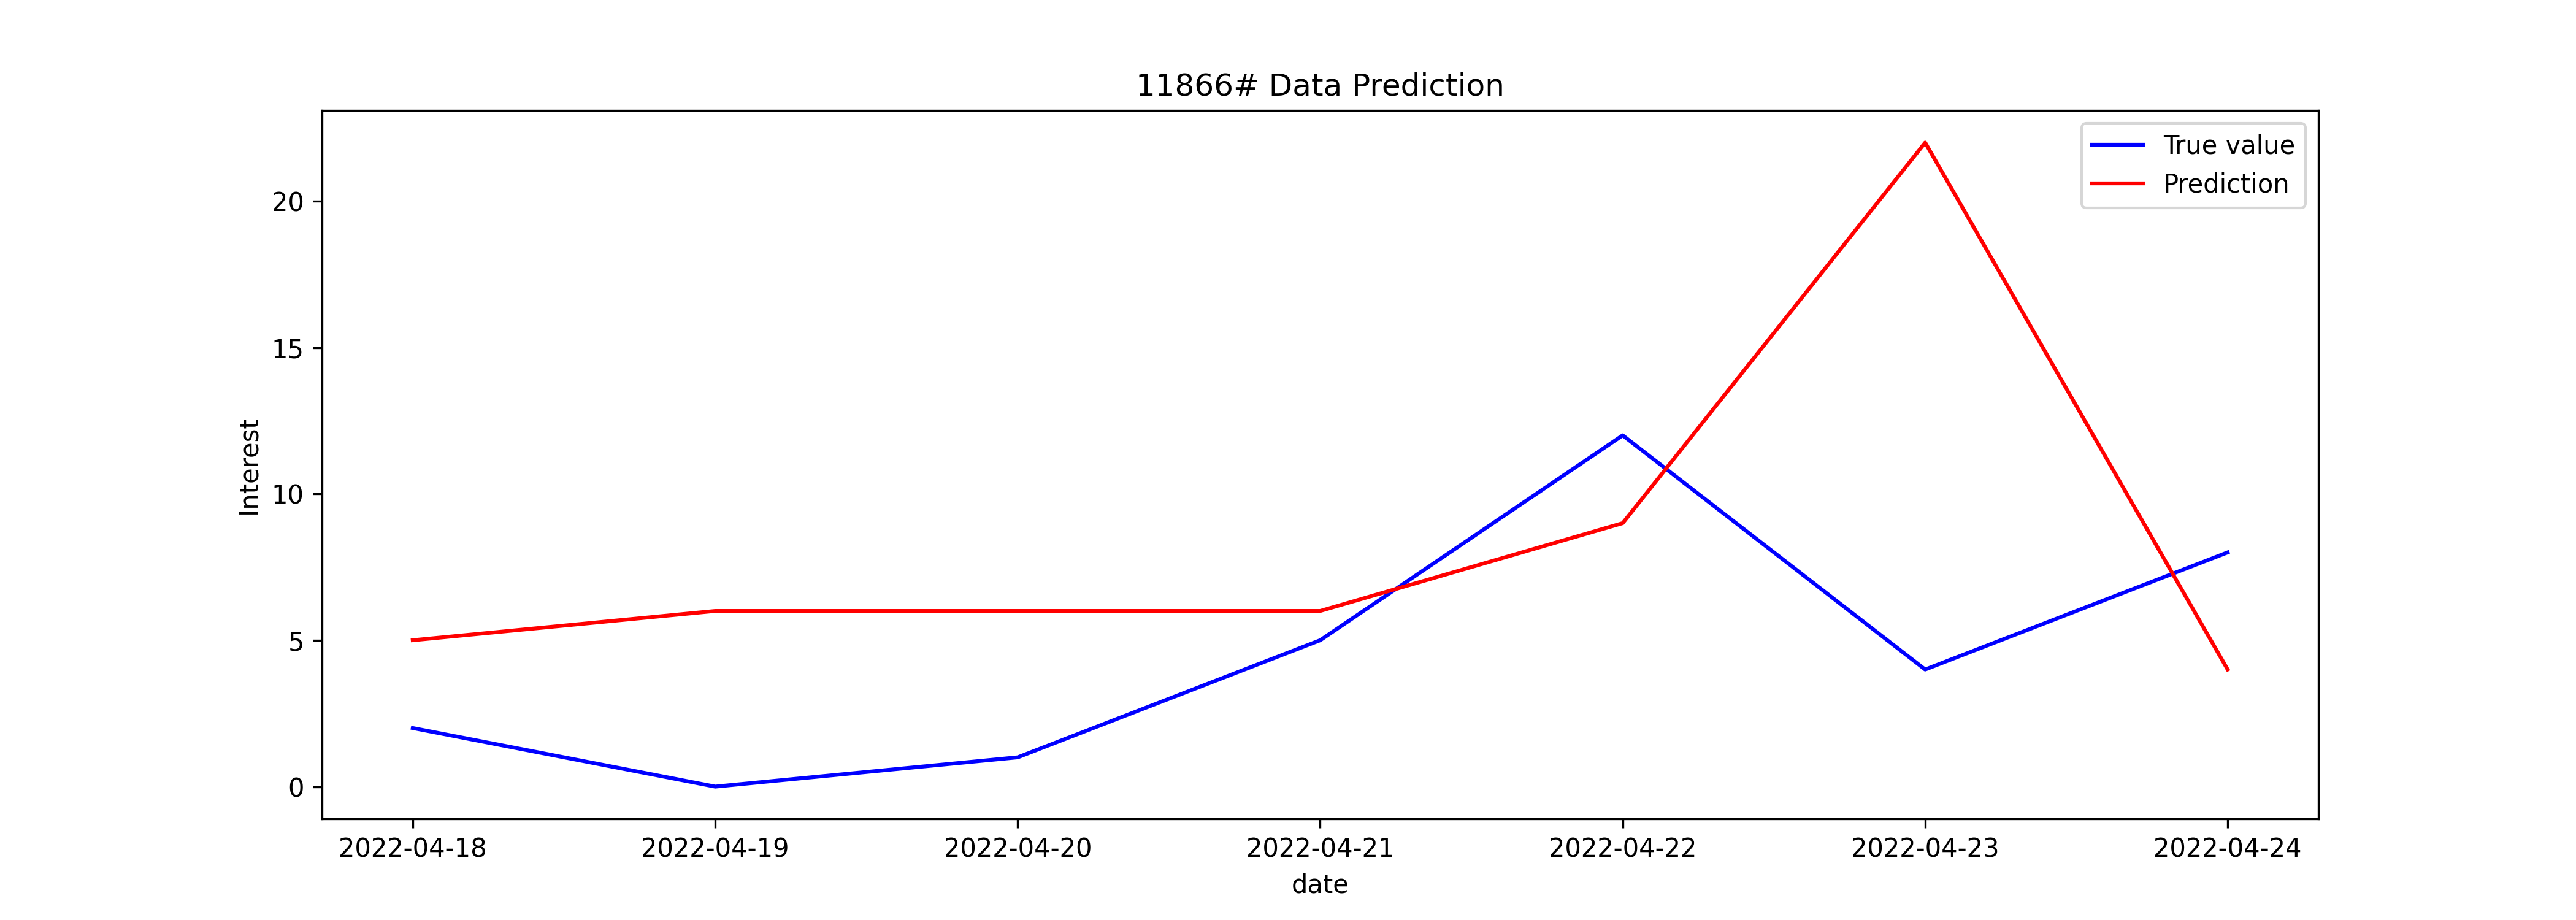 11866# Data Prediction
True value
Prediction
20
15
10
5
0
Interest
2022-04-18
2022-04-19
2022-04-20
2022-04-21
2022-04-22
2022-04-23
2022-04-24
date